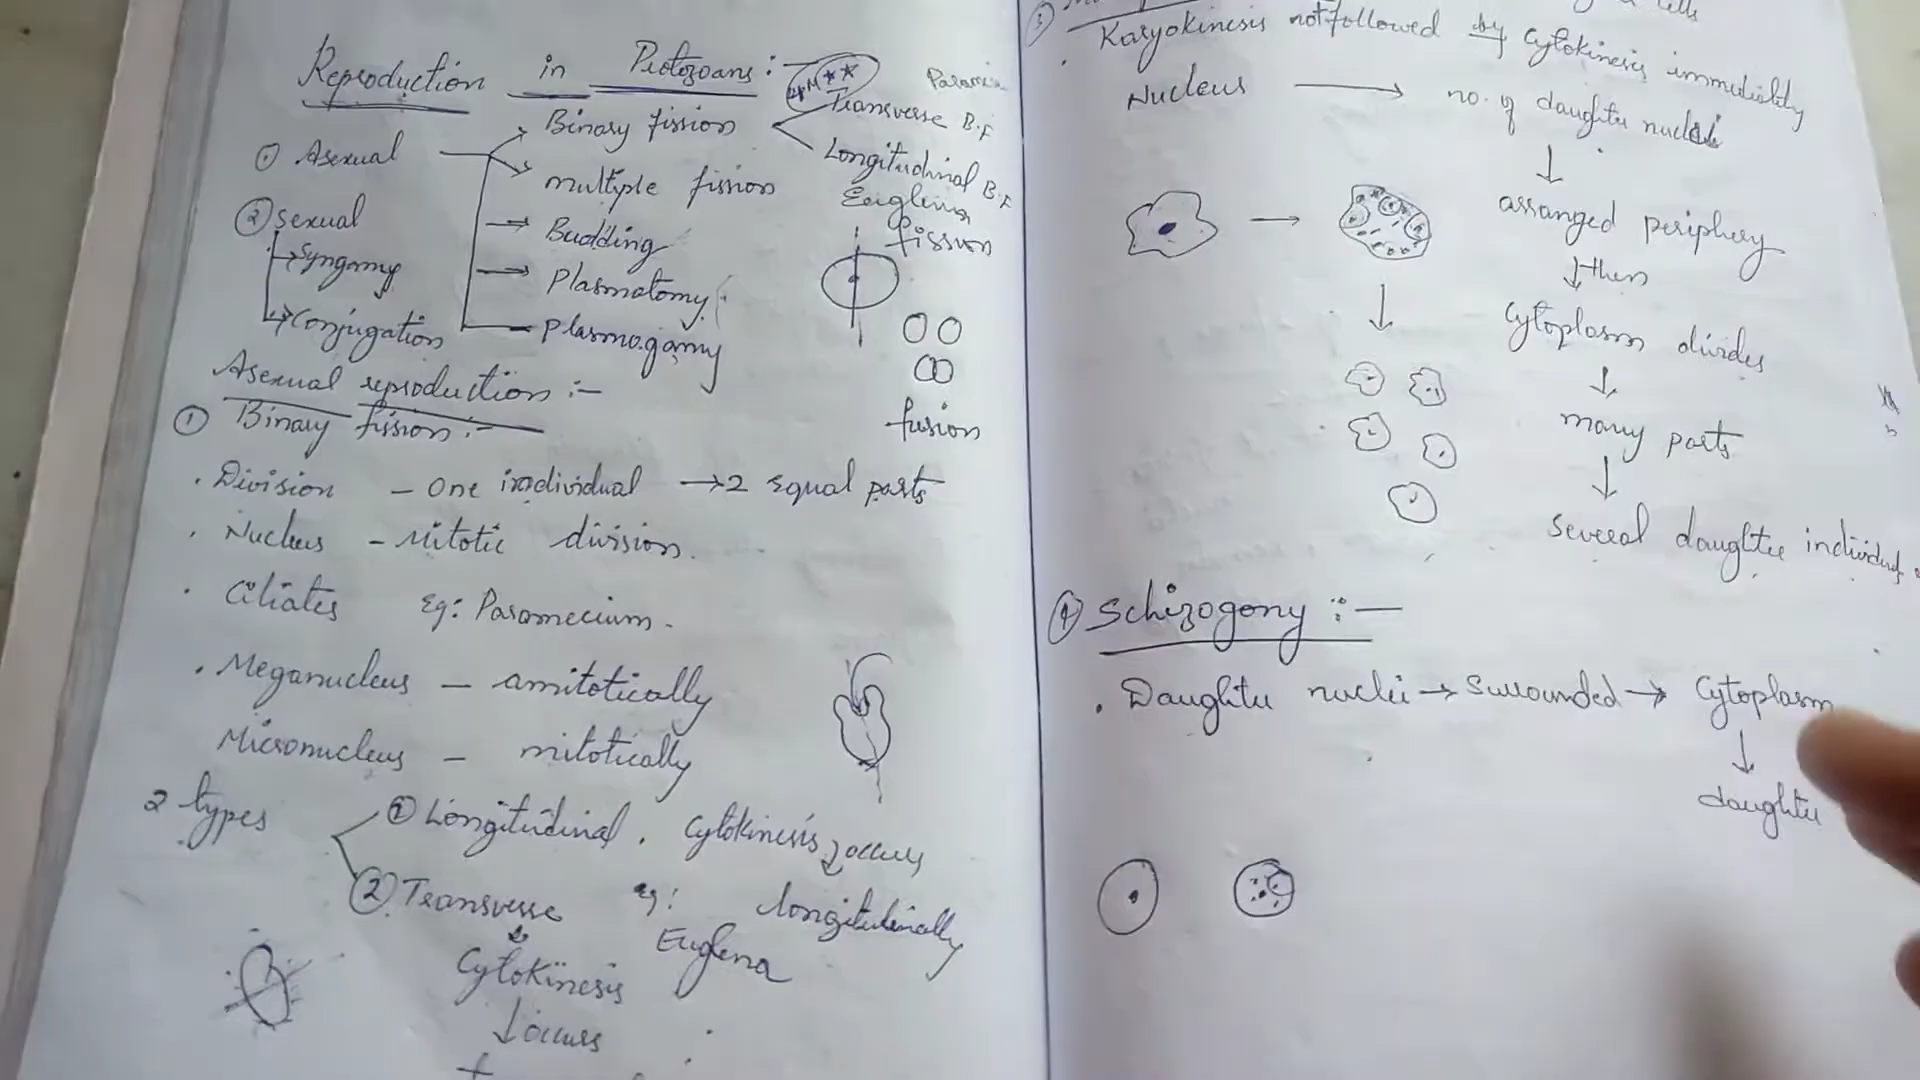 Reproduction in Protozoans :-
4M**
① Asexual
Binary fission
Transverse B.F
Longitudinal B.F
Euglena
multiple fission
Budding
Plasmotomy
plasmogamy
② Sexual
Syngamy
Conjugation
fission
fusion
Asexual reproduction :-
① Binary fission :-
. Division - One individual → 2 equal parts
. Nucleus - Mitotic division.
. Ciliates eg: Paramecium.
. Meganucleus - amitotically
Micronucleus - mitotically
2 types
① Longitudinal . Cytokinesis occurs
longitudinally
② Transverse eg: Euglena
Cytokinesis
↓ occurs
③
cells
. Karyokinesis not followed by Cytokinesis immediately
Nucleus → no. of daughter nuclei
↓
arranged periphery
↓ then
Cytoplasm divides
↓
many parts
↓
several daughter individuals
④ Schizogony :-
. Daughter nuclei → Surrounded → Cytoplasm
↓
daughter